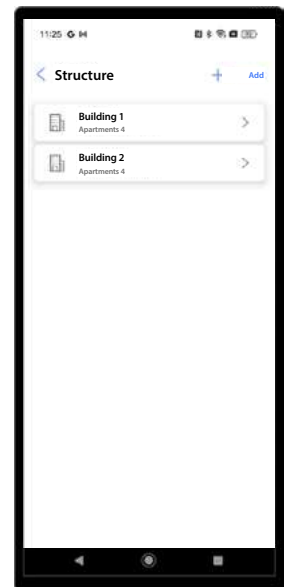 11:25
Structure
Add
Building 1
Apartments 4
Building 2
Apartments 4